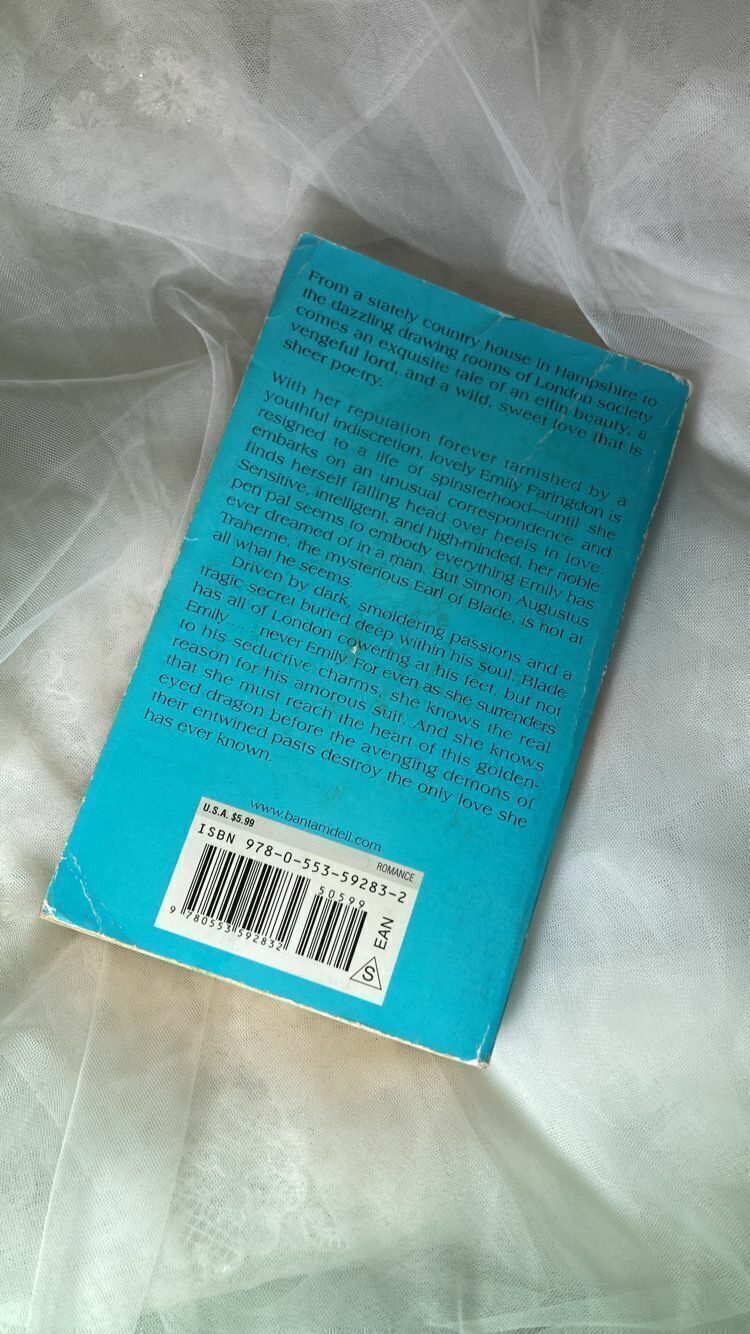 From a stately country house in Hampshire to
the dazzling drawing rooms of London society
comes an exquisite tale of an elfin beauty, a
vengeful lord, and a wild, sweet love that is
sheer poetry.
With her reputation forever tarnished by a
youthful indiscretion, lovely Emily Faringdon is
resigned to a life of spinsterhood—until she
embarks on an unusual correspondence and
finds herself falling head over heels in love.
Sensitive, intelligent, and high-minded, her noble
pen pal seems to embody everything Emily has
ever dreamed of in a man. But Simon Augustus
Traherne, the mysterious Earl of Blade, is not at
all what he seems.
Driven by dark, smoldering passions and a
tragic secret buried deep within his soul, Blade
has all of London cowering at his feet, but not
Emily . . . never Emily. For even as she surrenders
to his seductive charms, she knows the real
reason for his amorous suit. And she knows
that she must reach the heart of this golden-
eyed dragon before the avenging demons of
their entwined pasts destroy the only love she
has ever known.
www.bantamdell.com
U.S.A. $5.99
ROMANCE
ISBN 978-0-553-59283-2
50599
9 780553 592832
EAN
S